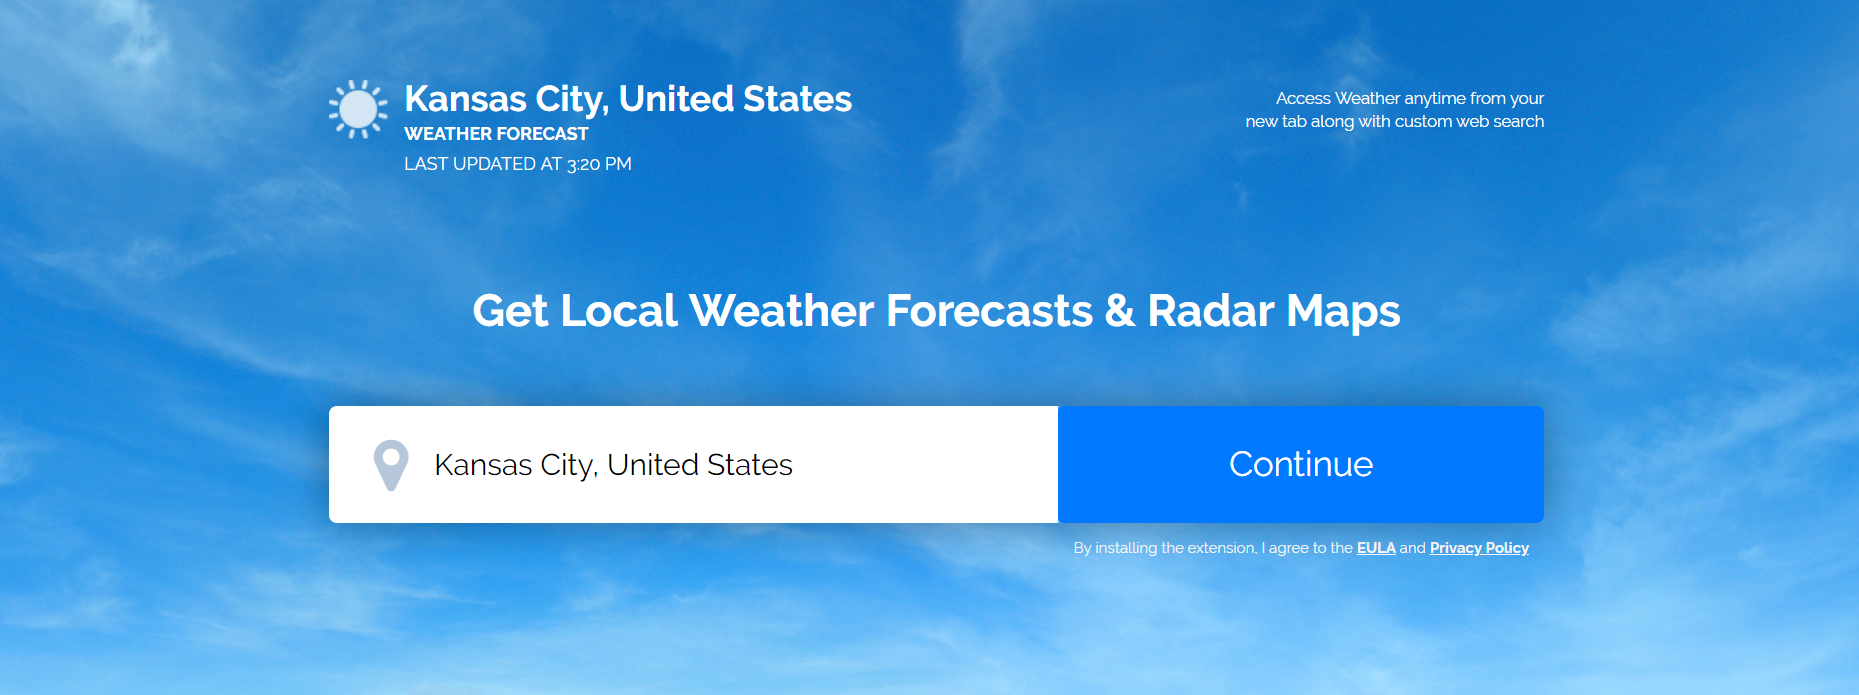 Kansas City, United States
WEATHER FORECAST
LAST UPDATED AT 3:20 PM
Access Weather anytime from your
new tab along with custom web search
Get Local Weather Forecasts & Radar Maps
Kansas City, United States
Continue
By installing the extension, I agree to the EULA and Privacy Policy